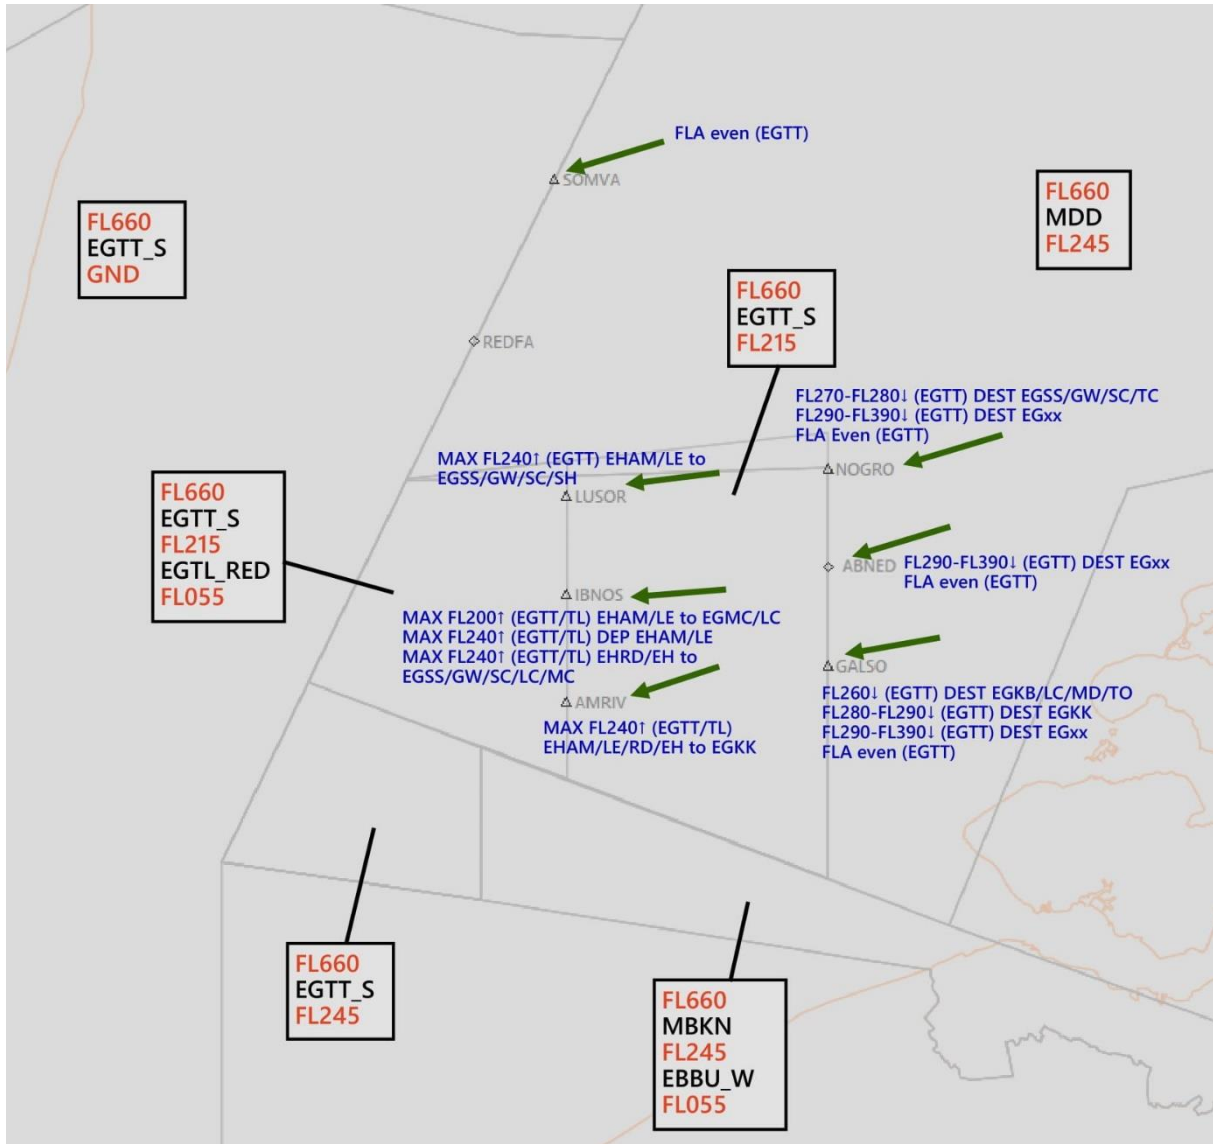 FLA even (EGTT)
SOMVA
FL660
MDD
FL245
FL660
EGTT_S
GND
FL660
EGTT_S
FL215
REDFA
FL270-FL280↓ (EGTT) DEST EGSS/GW/SC/TC
FL290-FL390↓ (EGTT) DEST EGxx
FLA Even (EGTT)
NOGRO
MAX FL240↑ (EGTT) EHAM/LE to
EGSS/GW/SC/SH
LUSOR
FL660
EGTT_S
FL215
EGTL_RED
FL055
ABNED
FL290-FL390↓ (EGTT) DEST EGxx
FLA even (EGTT)
IBNOS
MAX FL200↑ (EGTT/TL) EHAM/LE to EGMC/LC
MAX FL240↑ (EGTT/TL) DEP EHAM/LE
MAX FL240↑ (EGTT/TL) EHRD/EH to
EGSS/GW/SC/LC/MC
GALSO
FL260↓ (EGTT) DEST EGKB/LC/MD/TO
FL280-FL290↓ (EGTT) DEST EGKK
FL290-FL390↓ (EGTT) DEST EGxx
FLA even (EGTT)
AMRIV
MAX FL240↑ (EGTT/TL)
EHAM/LE/RD/EH to EGKK
FL660
EGTT_S
FL245
FL660
MBKN
FL245
EBBU_W
FL055